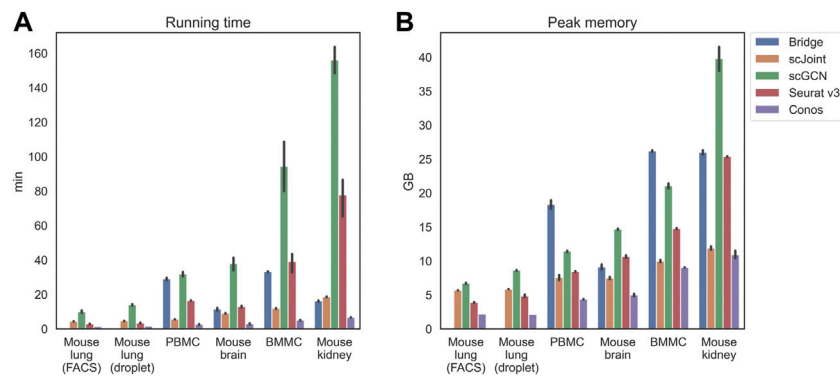 A
Running time
160
140
120
100
80
60
40
20
0
min
Mouse lung (FACS)
Mouse lung (droplet)
PBMC
Mouse brain
BMMC
Mouse kidney
B
Peak memory
40
35
30
25
20
15
10
5
0
GB
Mouse lung (FACS)
Mouse lung (droplet)
PBMC
Mouse brain
BMMC
Mouse kidney
Bridge
scJoint
scGCN
Seurat v3
Conos